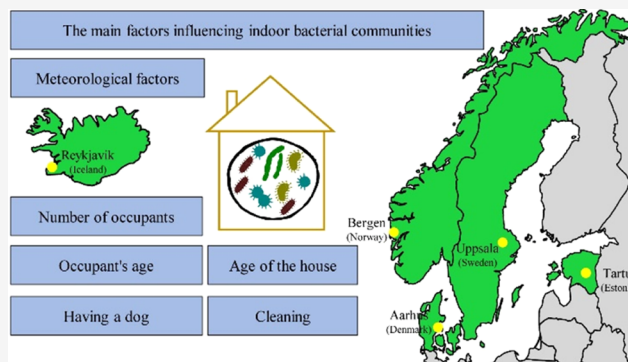 The main factors influencing indoor bacterial communities
Meteorological factors
Reykjavik
(Iceland)
Number of occupants
Occupant's age
Age of the house
Having a dog
Cleaning
Bergen
(Norway)
Uppsala
(Sweden)
Tartu
(Eston
Aarhus
(Denmark)